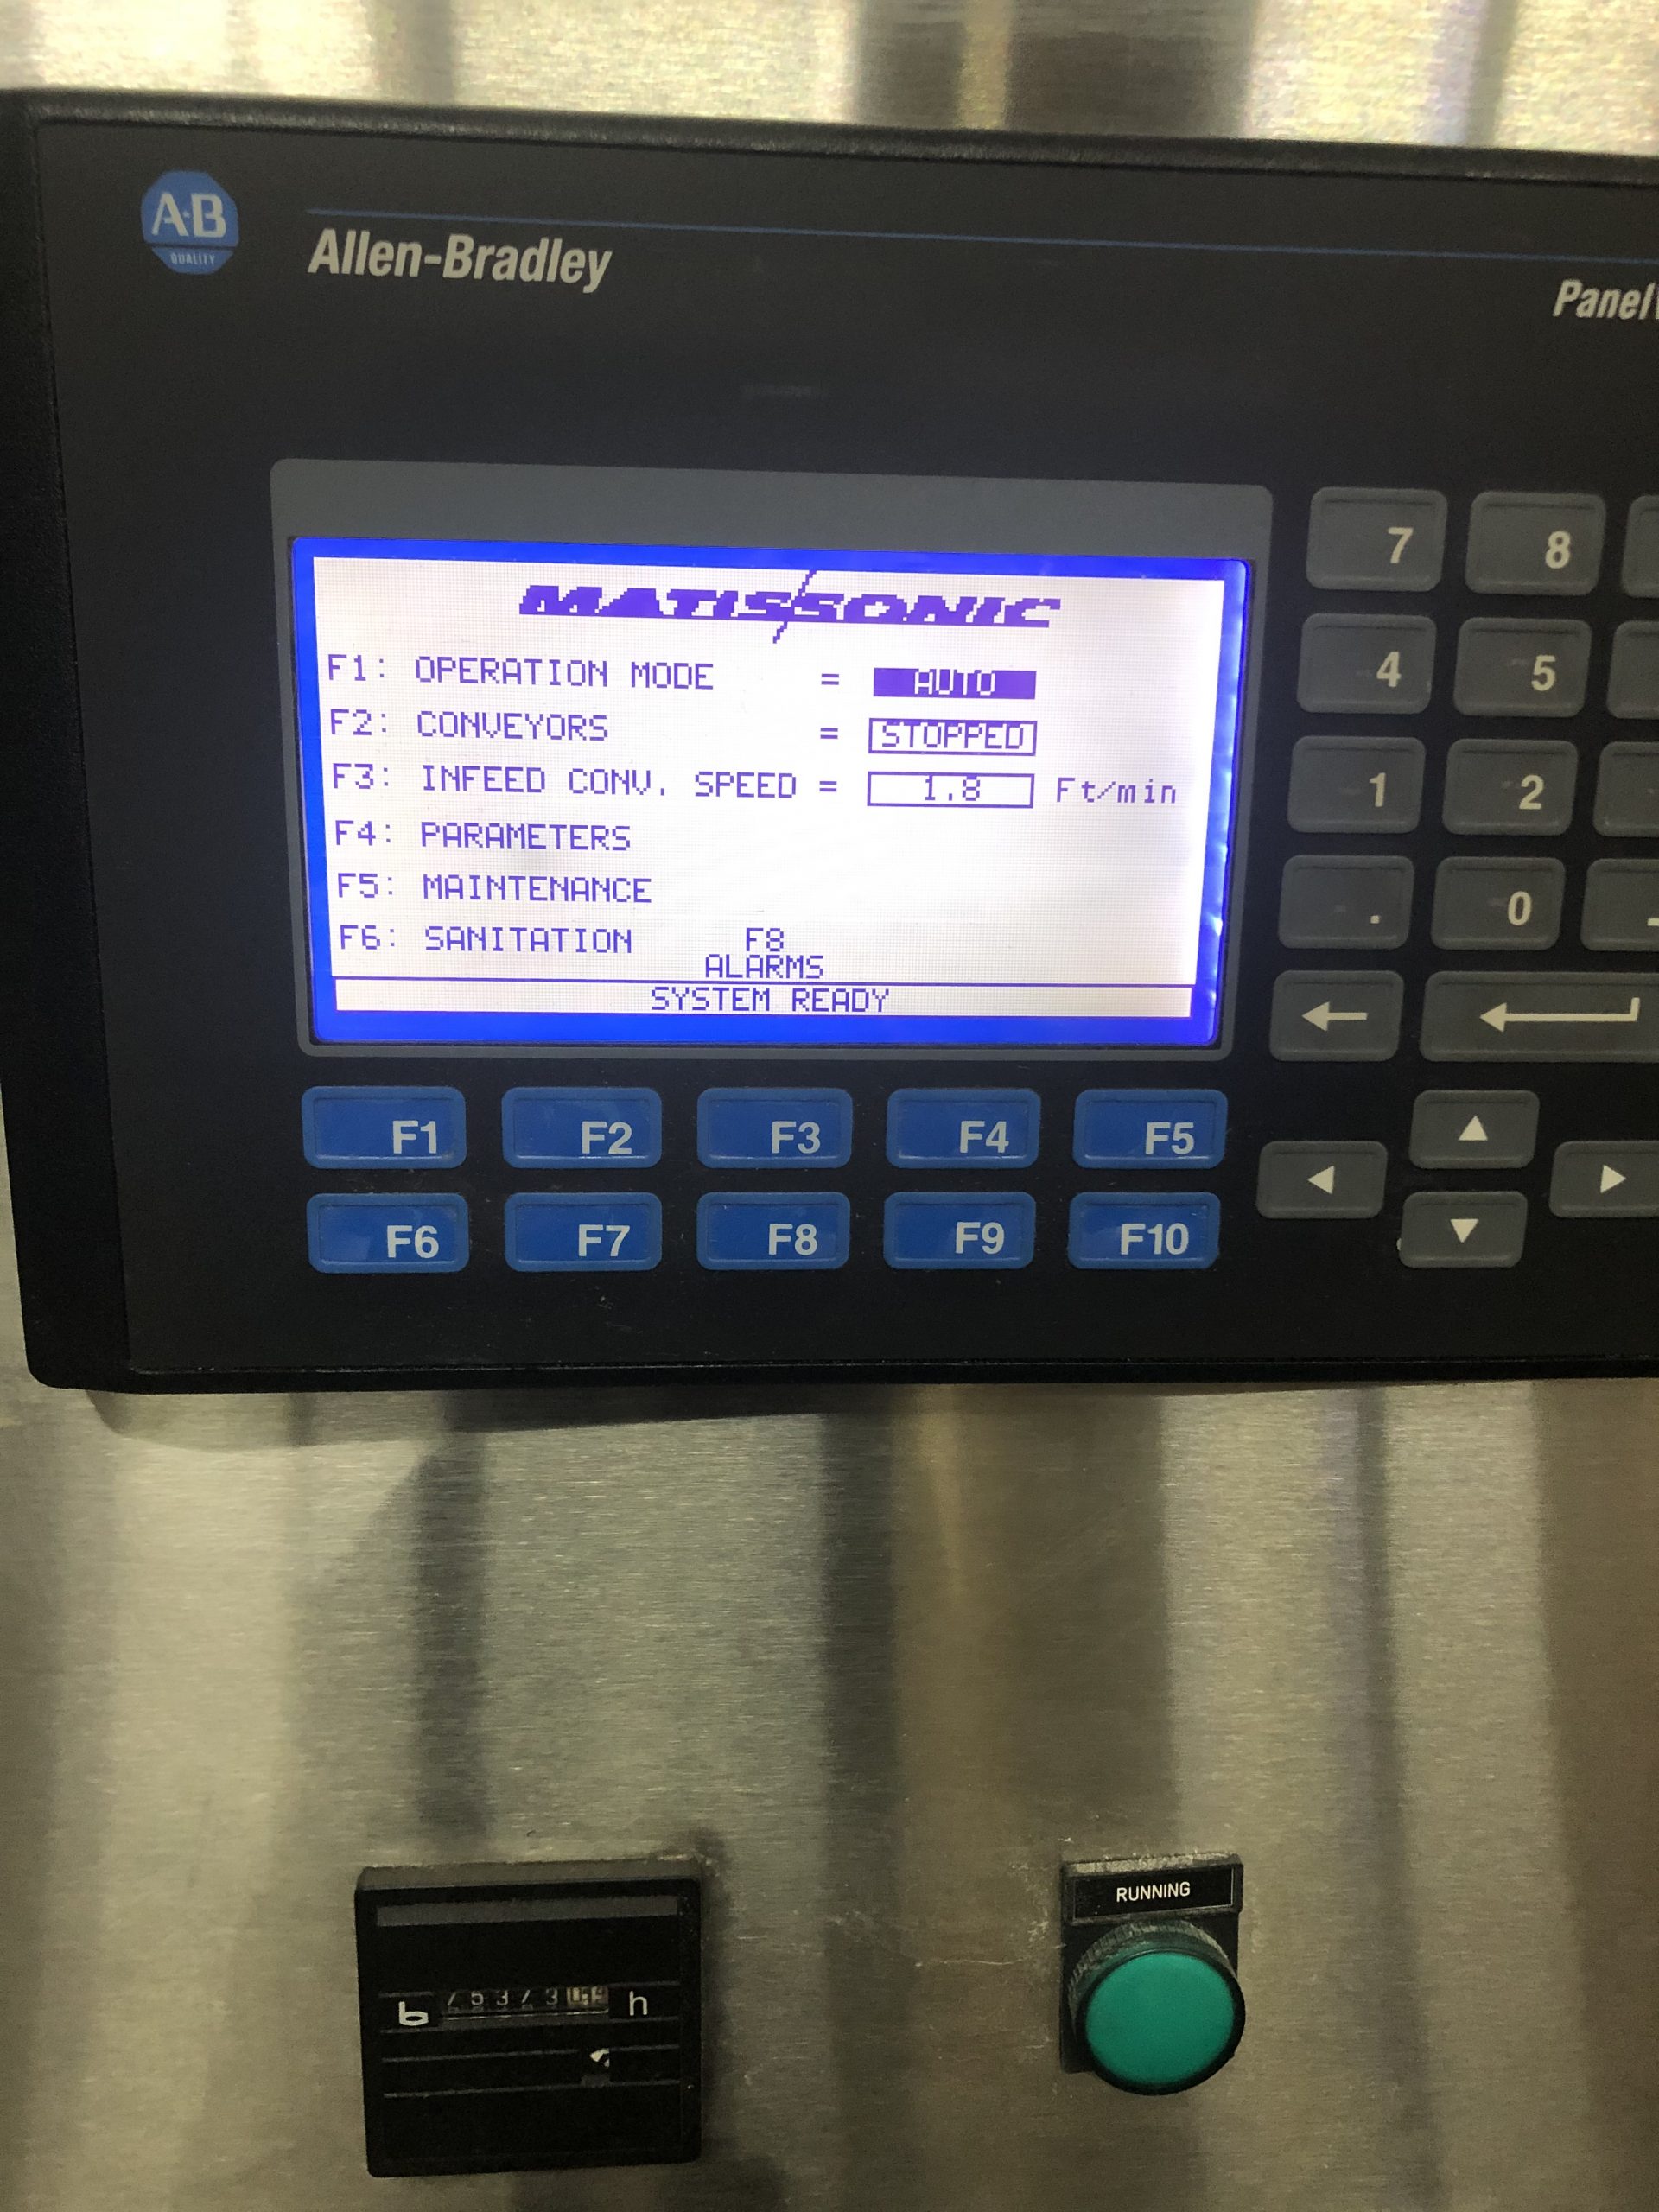 A·B
QUALITY
Allen-Bradley
Panel
MATISSONIC
F1: OPERATION MODE = AUTO
F2: CONVEYORS = STOPPED
F3: INFEED CONV. SPEED = 1.8 Ft/min
F4: PARAMETERS
F5: MAINTENANCE
F6: SANITATION F8
ALARMS
SYSTEM READY
7 8
4 5
1 2
. 0
F1 F2 F3 F4 F5
F6 F7 F8 F9 F10
RUNNING
h